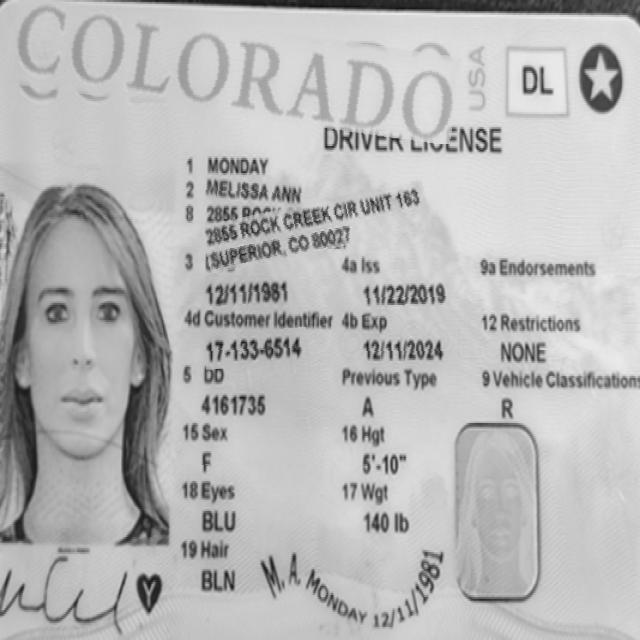 COLORADO
USA
DL
DRIVER LICENSE
1 MONDAY
2 MELISSA ANN
8 2855 ROCK
2855 ROCK CREEK CIR UNIT 163
SUPERIOR, CO 80027
3
4a Iss
9a Endorsements
12/11/1981
11/22/2019
4d Customer Identifier
4b Exp
12 Restrictions
17-133-6514
12/11/2024
NONE
5 DD
Previous Type
9 Vehicle Classifications
4161735
A
R
15 Sex
16 Hgt
F
5'-10"
18 Eyes
17 Wgt
BLU
140 lb
19 Hair
BLN
M. A. MONDAY 12/11/1981
Y